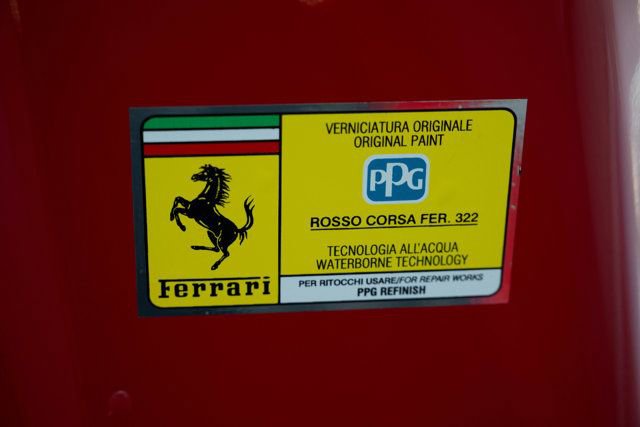 VERNICIATURA ORIGINALE
ORIGINAL PAINT
PPG
ROSSO CORSA FER. 322
TECNOLOGIA ALL'ACQUA
WATERBORNE TECHNOLOGY
Ferrari
PER RITOCCHI USARE/FOR REPAIR WORKS
PPG REFINISH